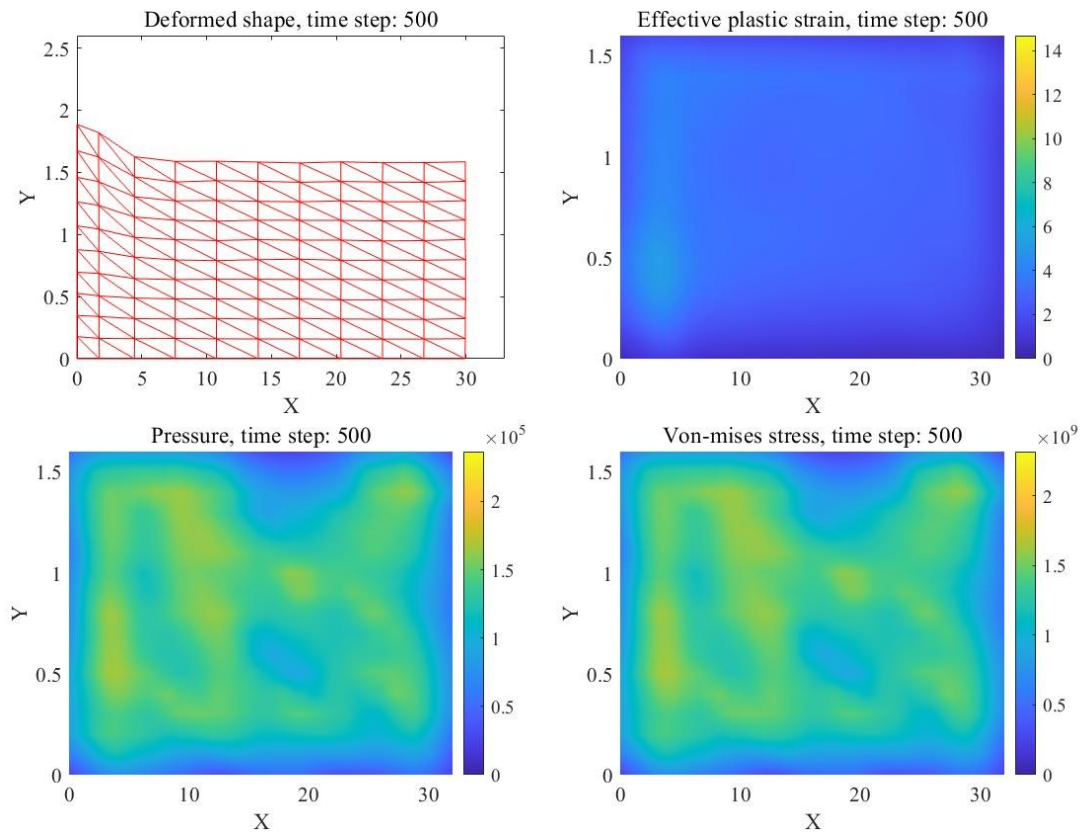 Deformed shape, time step: 500
2.5
2
1.5
1
0.5
0
Y
0 5 10 15 20 25 30
X
Effective plastic strain, time step: 500
1.5
1
0.5
0
Y
0 10 20 30
X
14
12
10
8
6
4
2
0
Pressure, time step: 500
×10⁵
1.5
1
0.5
0
Y
0 10 20 30
X
2
1.5
1
0.5
0
Von-mises stress, time step: 500
×10⁹
1.5
1
0.5
0
Y
0 10 20 30
X
2
1.5
1
0.5
0